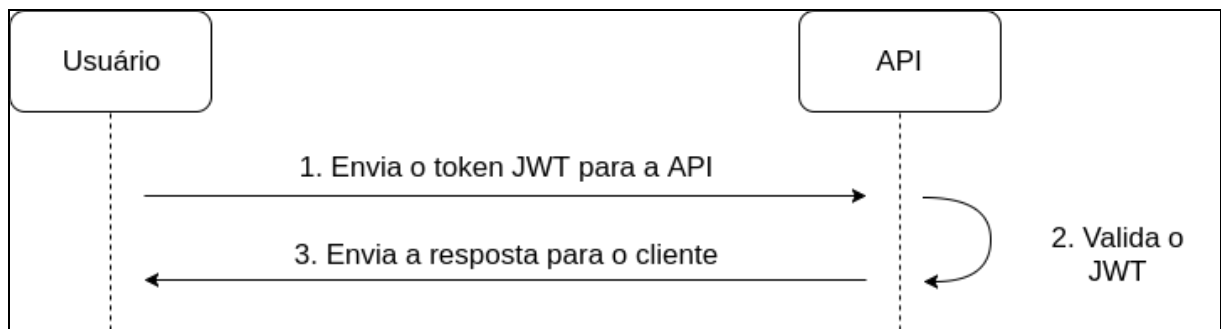 Usuário
API
1. Envia o token JWT para a API
3. Envia a resposta para o cliente
2. Valida o
JWT